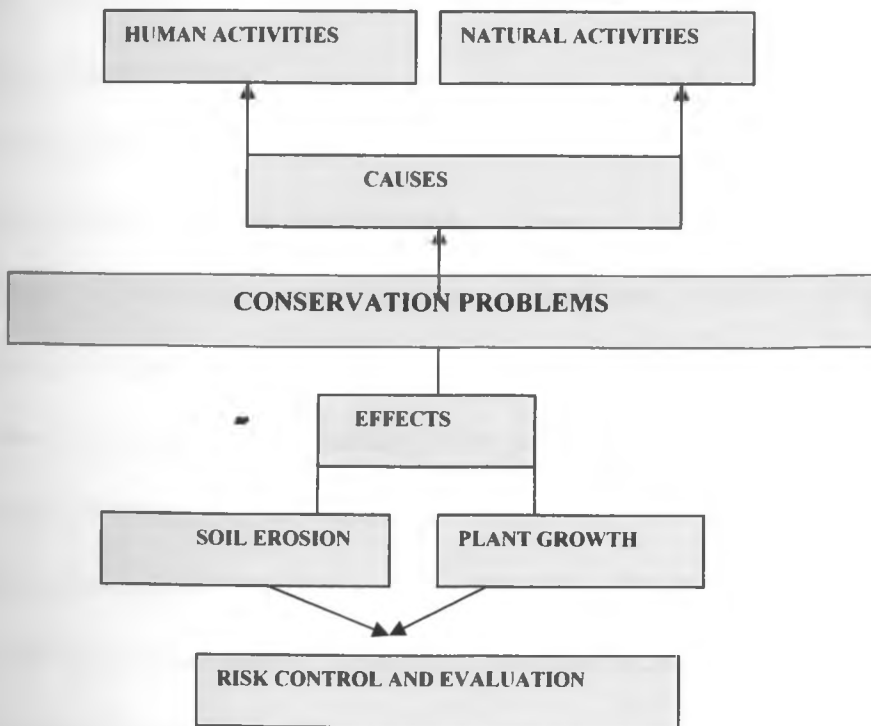 HUMAN ACTIVITIES
NATURAL ACTIVITIES
CAUSES
CONSERVATION PROBLEMS
EFFECTS
SOIL EROSION
PLANT GROWTH
RISK CONTROL AND EVALUATION